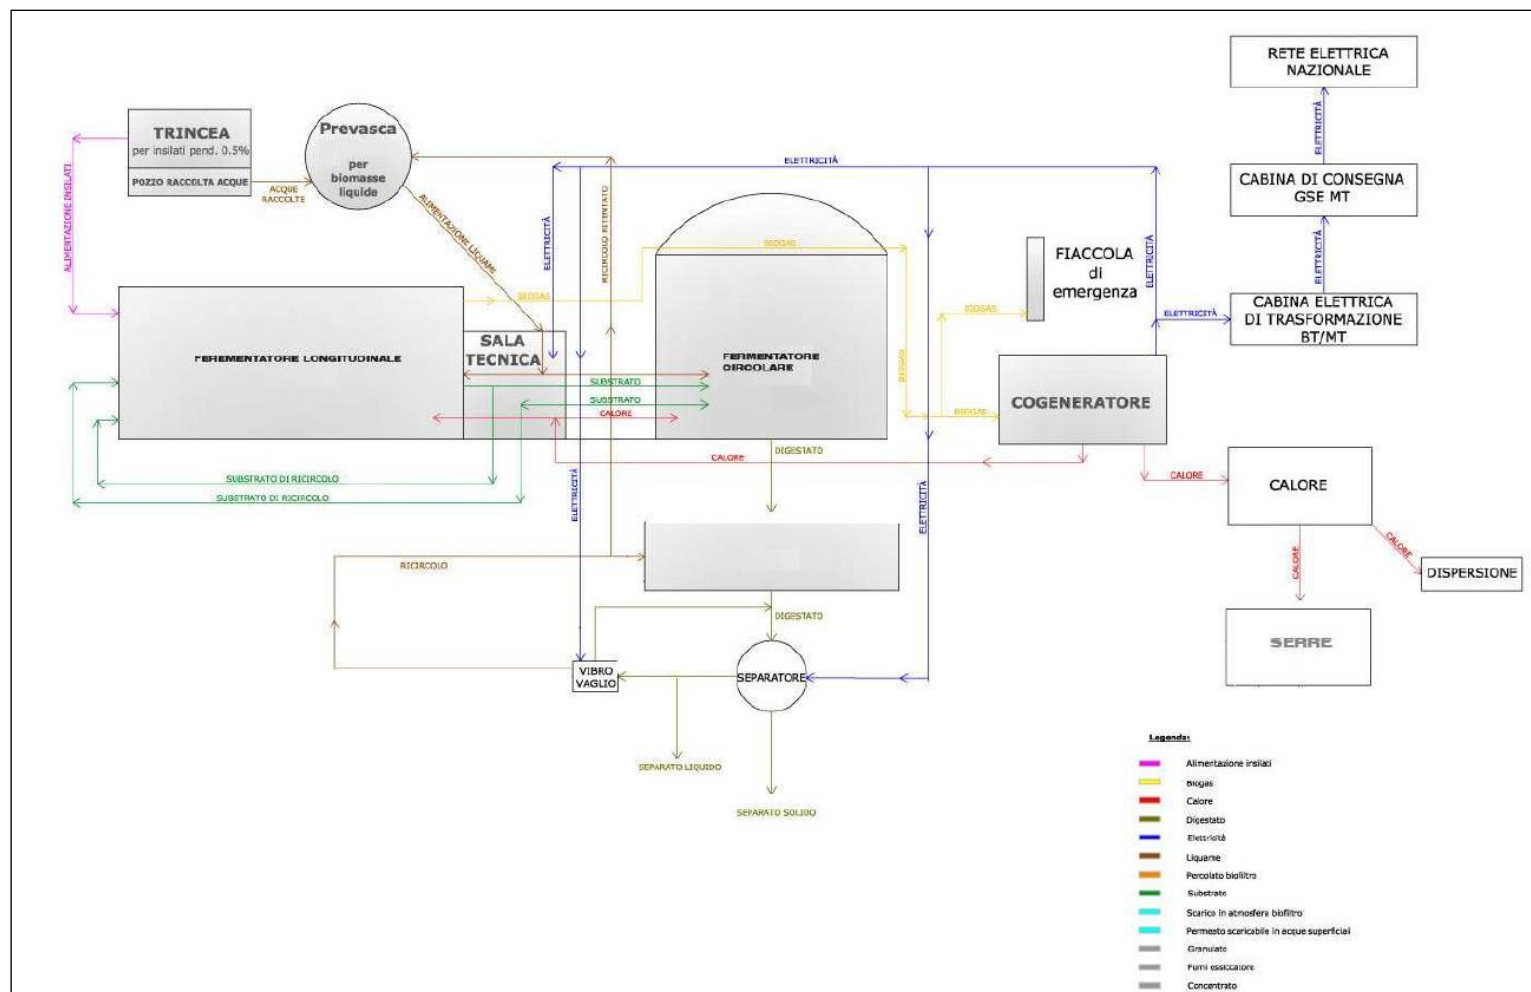 RETE ELETTRICA
NAZIONALE
ELETTRICITÀ
TRINCEA
per insilati pend. 0.5%
POZZO RACCOLTA ACQUE
ACQUE
RACCOLTE
Prevasca
per
biomasse
liquide
ALIMENTAZIONE INSILATI
ALIMENTAZIONE LIQUAMI
ELETTRICITÀ
RICIRCOLO RITENTATO
ELETTRICITÀ
CABINA DI CONSEGNA
GSE MT
ELETTRICITÀ
BIOGAS
BIOGAS
FIACCOLA
di
emergenza
ELETTRICITÀ
BIOGAS
ELETTRICITÀ
CABINA ELETTRICA
DI TRASFORMAZIONE
BT/MT
FEREMENTATORE LONGITUDINALE
SALA
TECNICA
FERMENTATORE
CIRCOLARE
BIOGAS
SUBSTRATO
SUBSTRATO
CALORE
BIOGAS
COGENERATORE
DIGESTATO
CALORE
SUBSTRATO DI RICIRCOLO
SUBSTRATO DI RICIRCOLO
ELETTRICITÀ
ELETTRICITÀ
CALORE
CALORE
CALORE
CALORE
DISPERSIONE
RICIRCOLO
DIGESTATO
SERRE
VIBRO
VAGLIO
SEPARATORE
SEPARATO LIQUIDO
SEPARATO SOLIDO
Legenda:
Alimentazione insilati
Biogas
Calore
Digestato
Elettricità
Liquame
Percolato biofiltro
Substrato
Scarico in atmosfera biofiltro
Permeato scaricabile in acque superficiali
Granulato
Fumi essiccatore
Concentrato